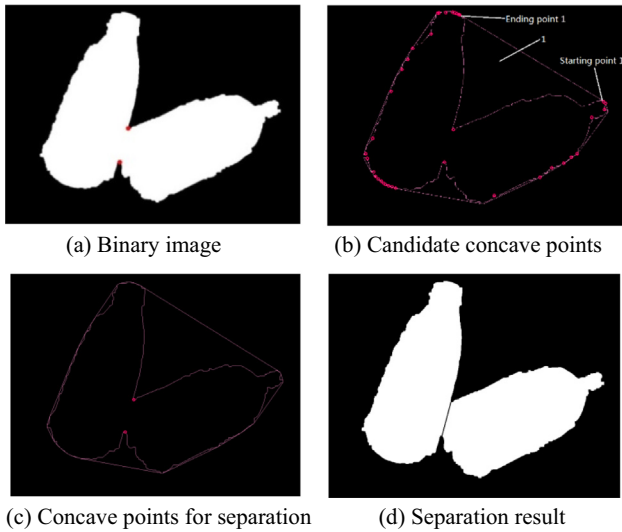 Ending point 1
1
Starting point 1
(a) Binary image
(b) Candidate concave points
(c) Concave points for separation
(d) Separation result